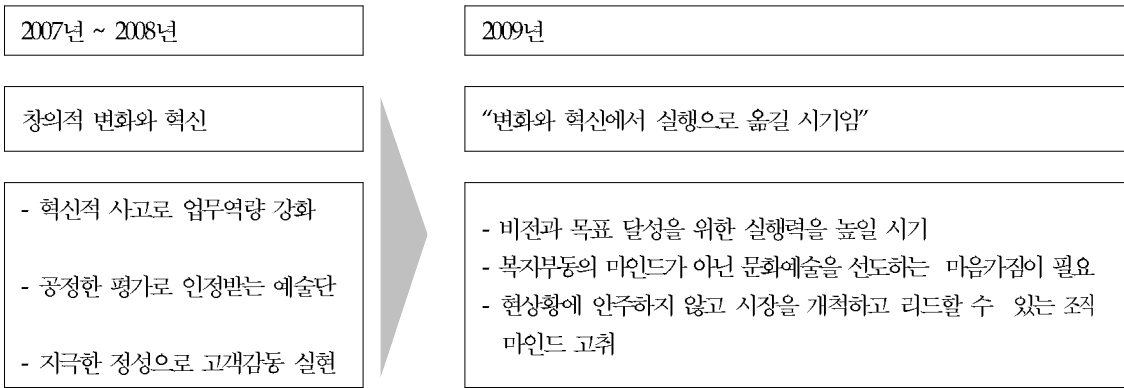 2007년 ~ 2008년
2009년
창의적 변화와 혁신
“변화와 혁신에서 실행으로 옮길 시기임”
- 혁신적 사고로 업무역량 강화
- 공정한 평가로 인정받는 예술단
- 지극한 정성으로 고객감동 실현
- 비전과 목표 달성을 위한 실행력을 높일 시기
- 복지부동의 마인드가 아닌 문화예술을 선도하는 마음가짐이 필요
- 현상황에 안주하지 않고 시장을 개척하고 리드할 수 있는 조직
마인드 고취